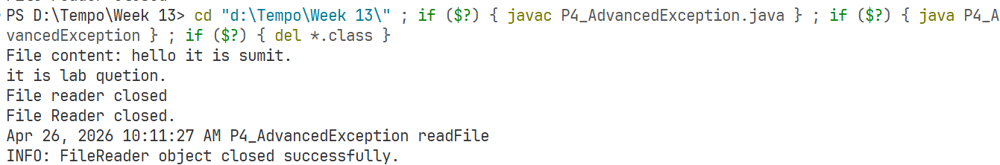 PS D:\Tempo\Week 13> cd "d:\Tempo\Week 13\" ; if ($?) { javac P4_AdvancedException.java } ; if ($?) { java P4_A
vancedException } ; if ($?) { del *.class }
File content: hello it is sumit.
it is lab quetion.
File reader closed
File Reader closed.
Apr 26, 2026 10:11:27 AM P4_AdvancedException readFile
INFO: FileReader object closed successfully.